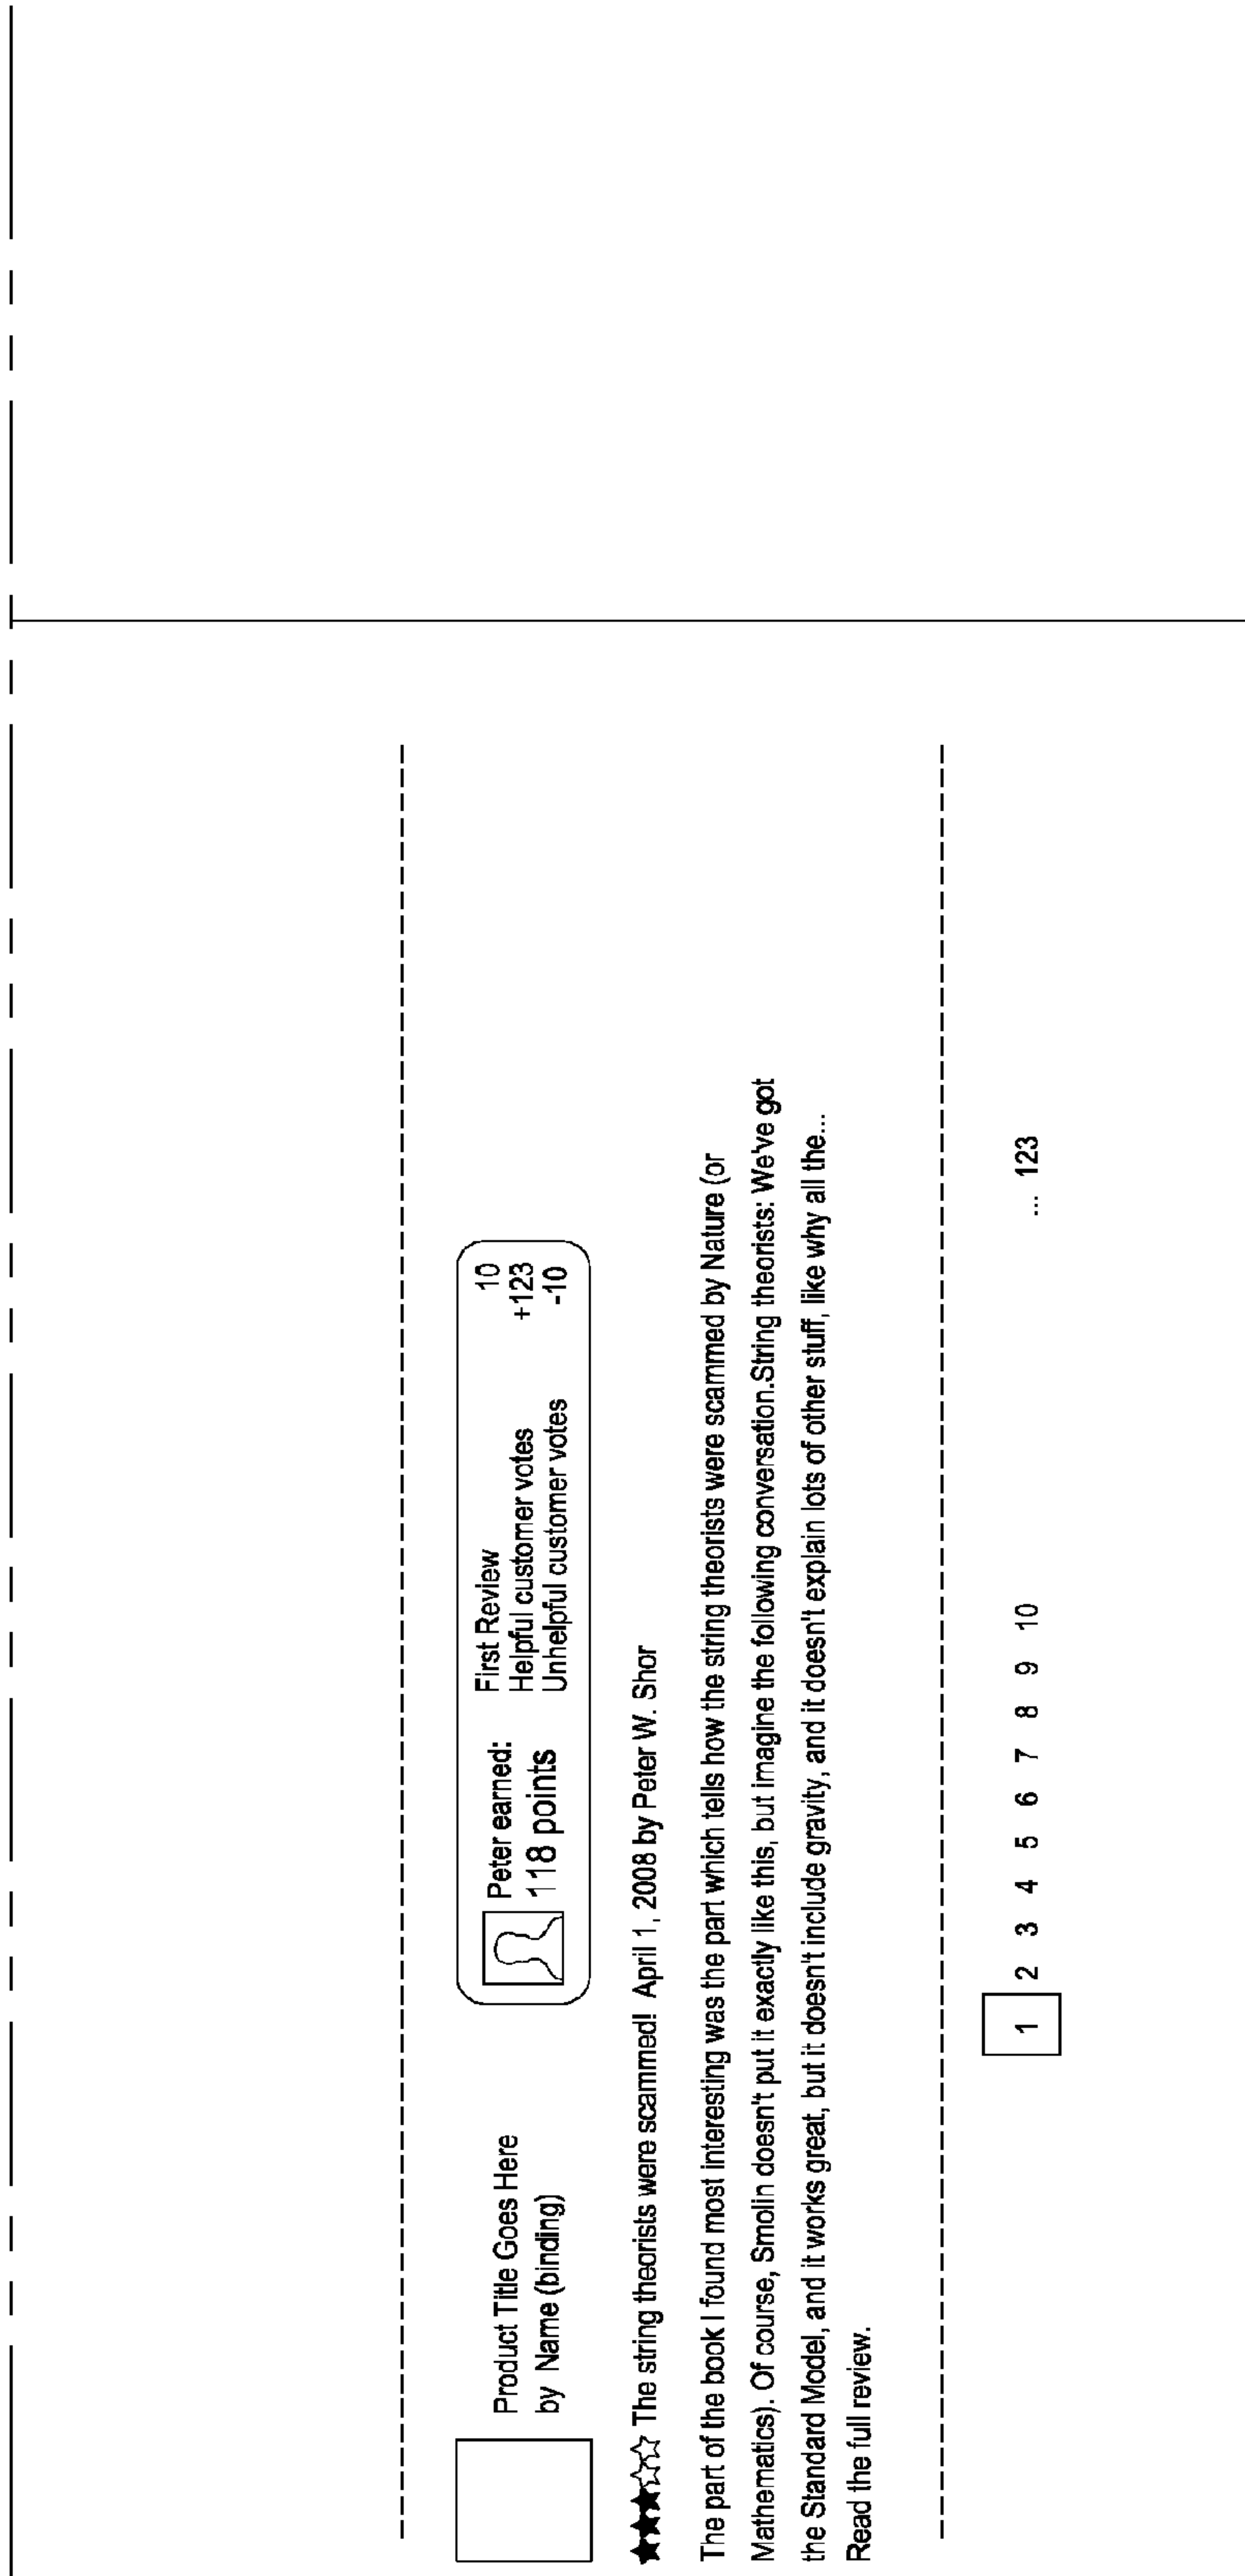 Product Title Goes Here
by Name (binding)
Peter earned:
118 points
First Review 10
Helpful customer votes +123
Unhelpful customer votes -10
The string theorists were scammed! April 1, 2008 by Peter W. Shor
The part of the book I found most interesting was the part which tells how the string theorists were scammed by Nature (or
Mathematics). Of course, Smolin doesn't put it exactly like this, but imagine the following conversation.String theorists: We've got
the Standard Model, and it works great, but it doesn't include gravity, and it doesn't explain lots of other stuff, like why all the...
Read the full review.
1 2 3 4 5 6 7 8 9 10 ... 123